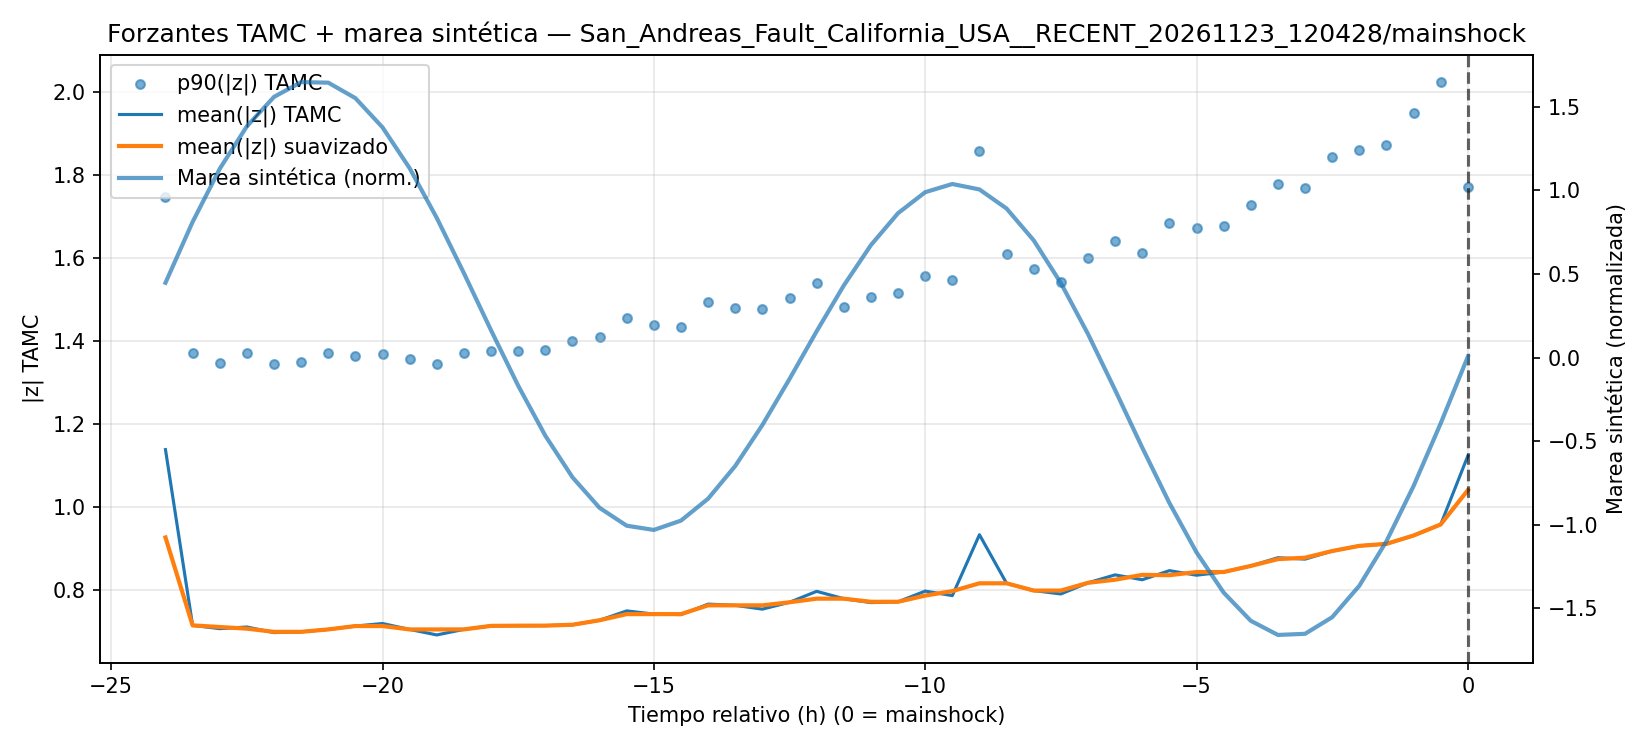 Forzantes TAMC + marea sintética — San_Andreas_Fault_California_USA__RECENT_20261123_120428/mainshock
p90(|z|) TAMC
mean(|z|) TAMC
mean(|z|) suavizado
Marea sintética (norm.)
|z| TAMC
2.0
1.8
1.6
1.4
1.2
1.0
0.8
1.5
1.0
0.5
0.0
−0.5
−1.0
−1.5
Marea sintética (normalizada)
−25
−20
−15
−10
−5
0
Tiempo relativo (h) (0 = mainshock)